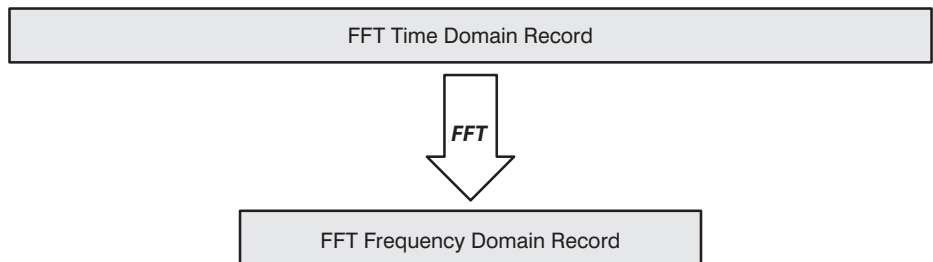 FFT Time Domain Record
FFT
FFT Frequency Domain Record